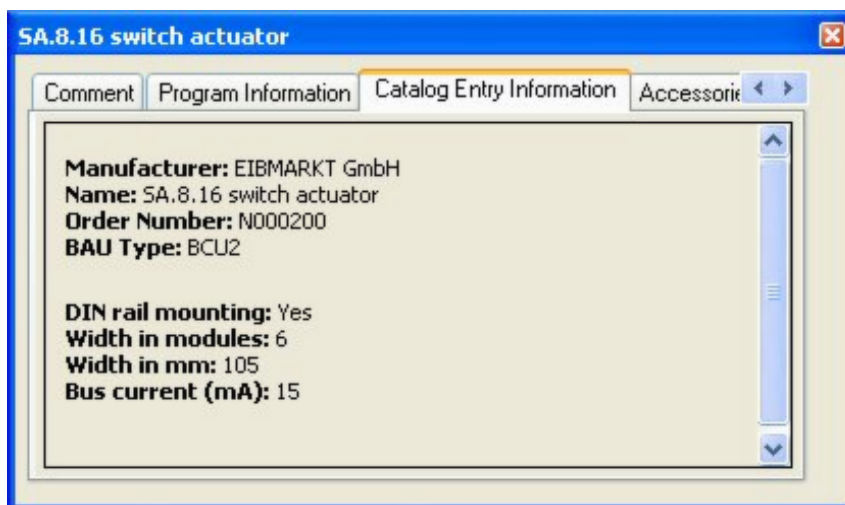 SA.8.16 switch actuator
Comment Program Information Catalog Entry Information Accessorie
Manufacturer: EIBMARKT GmbH
Name: SA.8.16 switch actuator
Order Number: N000200
BAU Type: BCU2
DIN rail mounting: Yes
Width in modules: 6
Width in mm: 105
Bus current (mA): 15